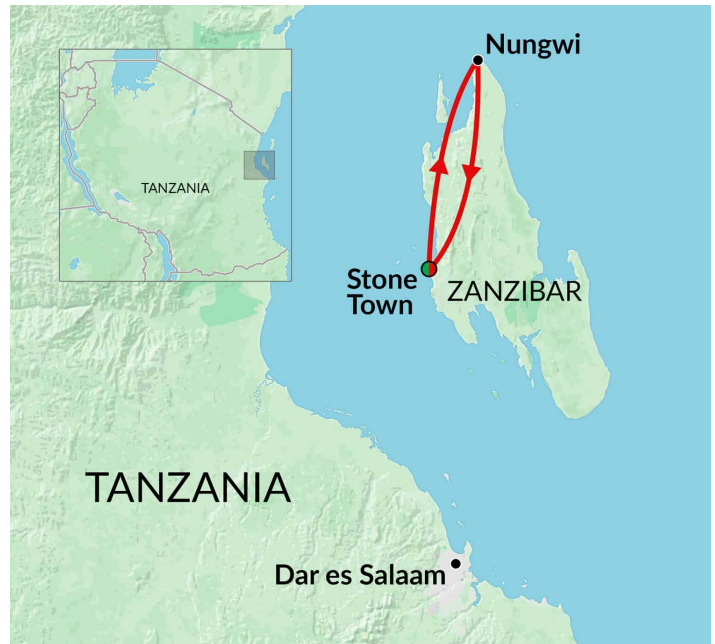 Nungwi
TANZANIA
Stone
Town
ZANZIBAR
TANZANIA
Dar es Salaam